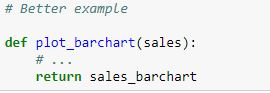 # Better example
def plot_barchart(sales):
    # ...
    return sales_barchart